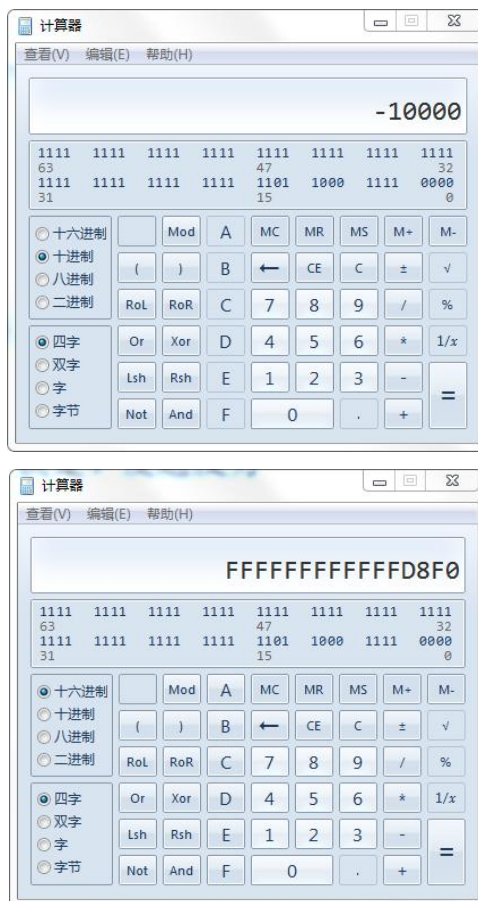 计算器
查看(V) 编辑(E) 帮助(H)
-10000
1111 1111 1111 1111 1111 1111 1111 1111
63 47 32
1111 1111 1111 1111 1101 1000 1111 0000
31 15 0
十六进制 Mod A MC MR MS M+ M-
十进制
八进制 ( ) B ← CE C ± √
二进制 RoL RoR C 7 8 9 / %
四字 Or Xor D 4 5 6 * 1/x
双字
字 Lsh Rsh E 1 2 3 - =
字节 Not And F 0 . +
计算器
查看(V) 编辑(E) 帮助(H)
FFFFFFFFFFFFD8F0
1111 1111 1111 1111 1111 1111 1111 1111
63 47 32
1111 1111 1111 1111 1101 1000 1111 0000
31 15 0
十六进制 Mod A MC MR MS M+ M-
十进制
八进制 ( ) B ← CE C ± √
二进制 RoL RoR C 7 8 9 / %
四字 Or Xor D 4 5 6 * 1/x
双字
字 Lsh Rsh E 1 2 3 - =
字节 Not And F 0 . +